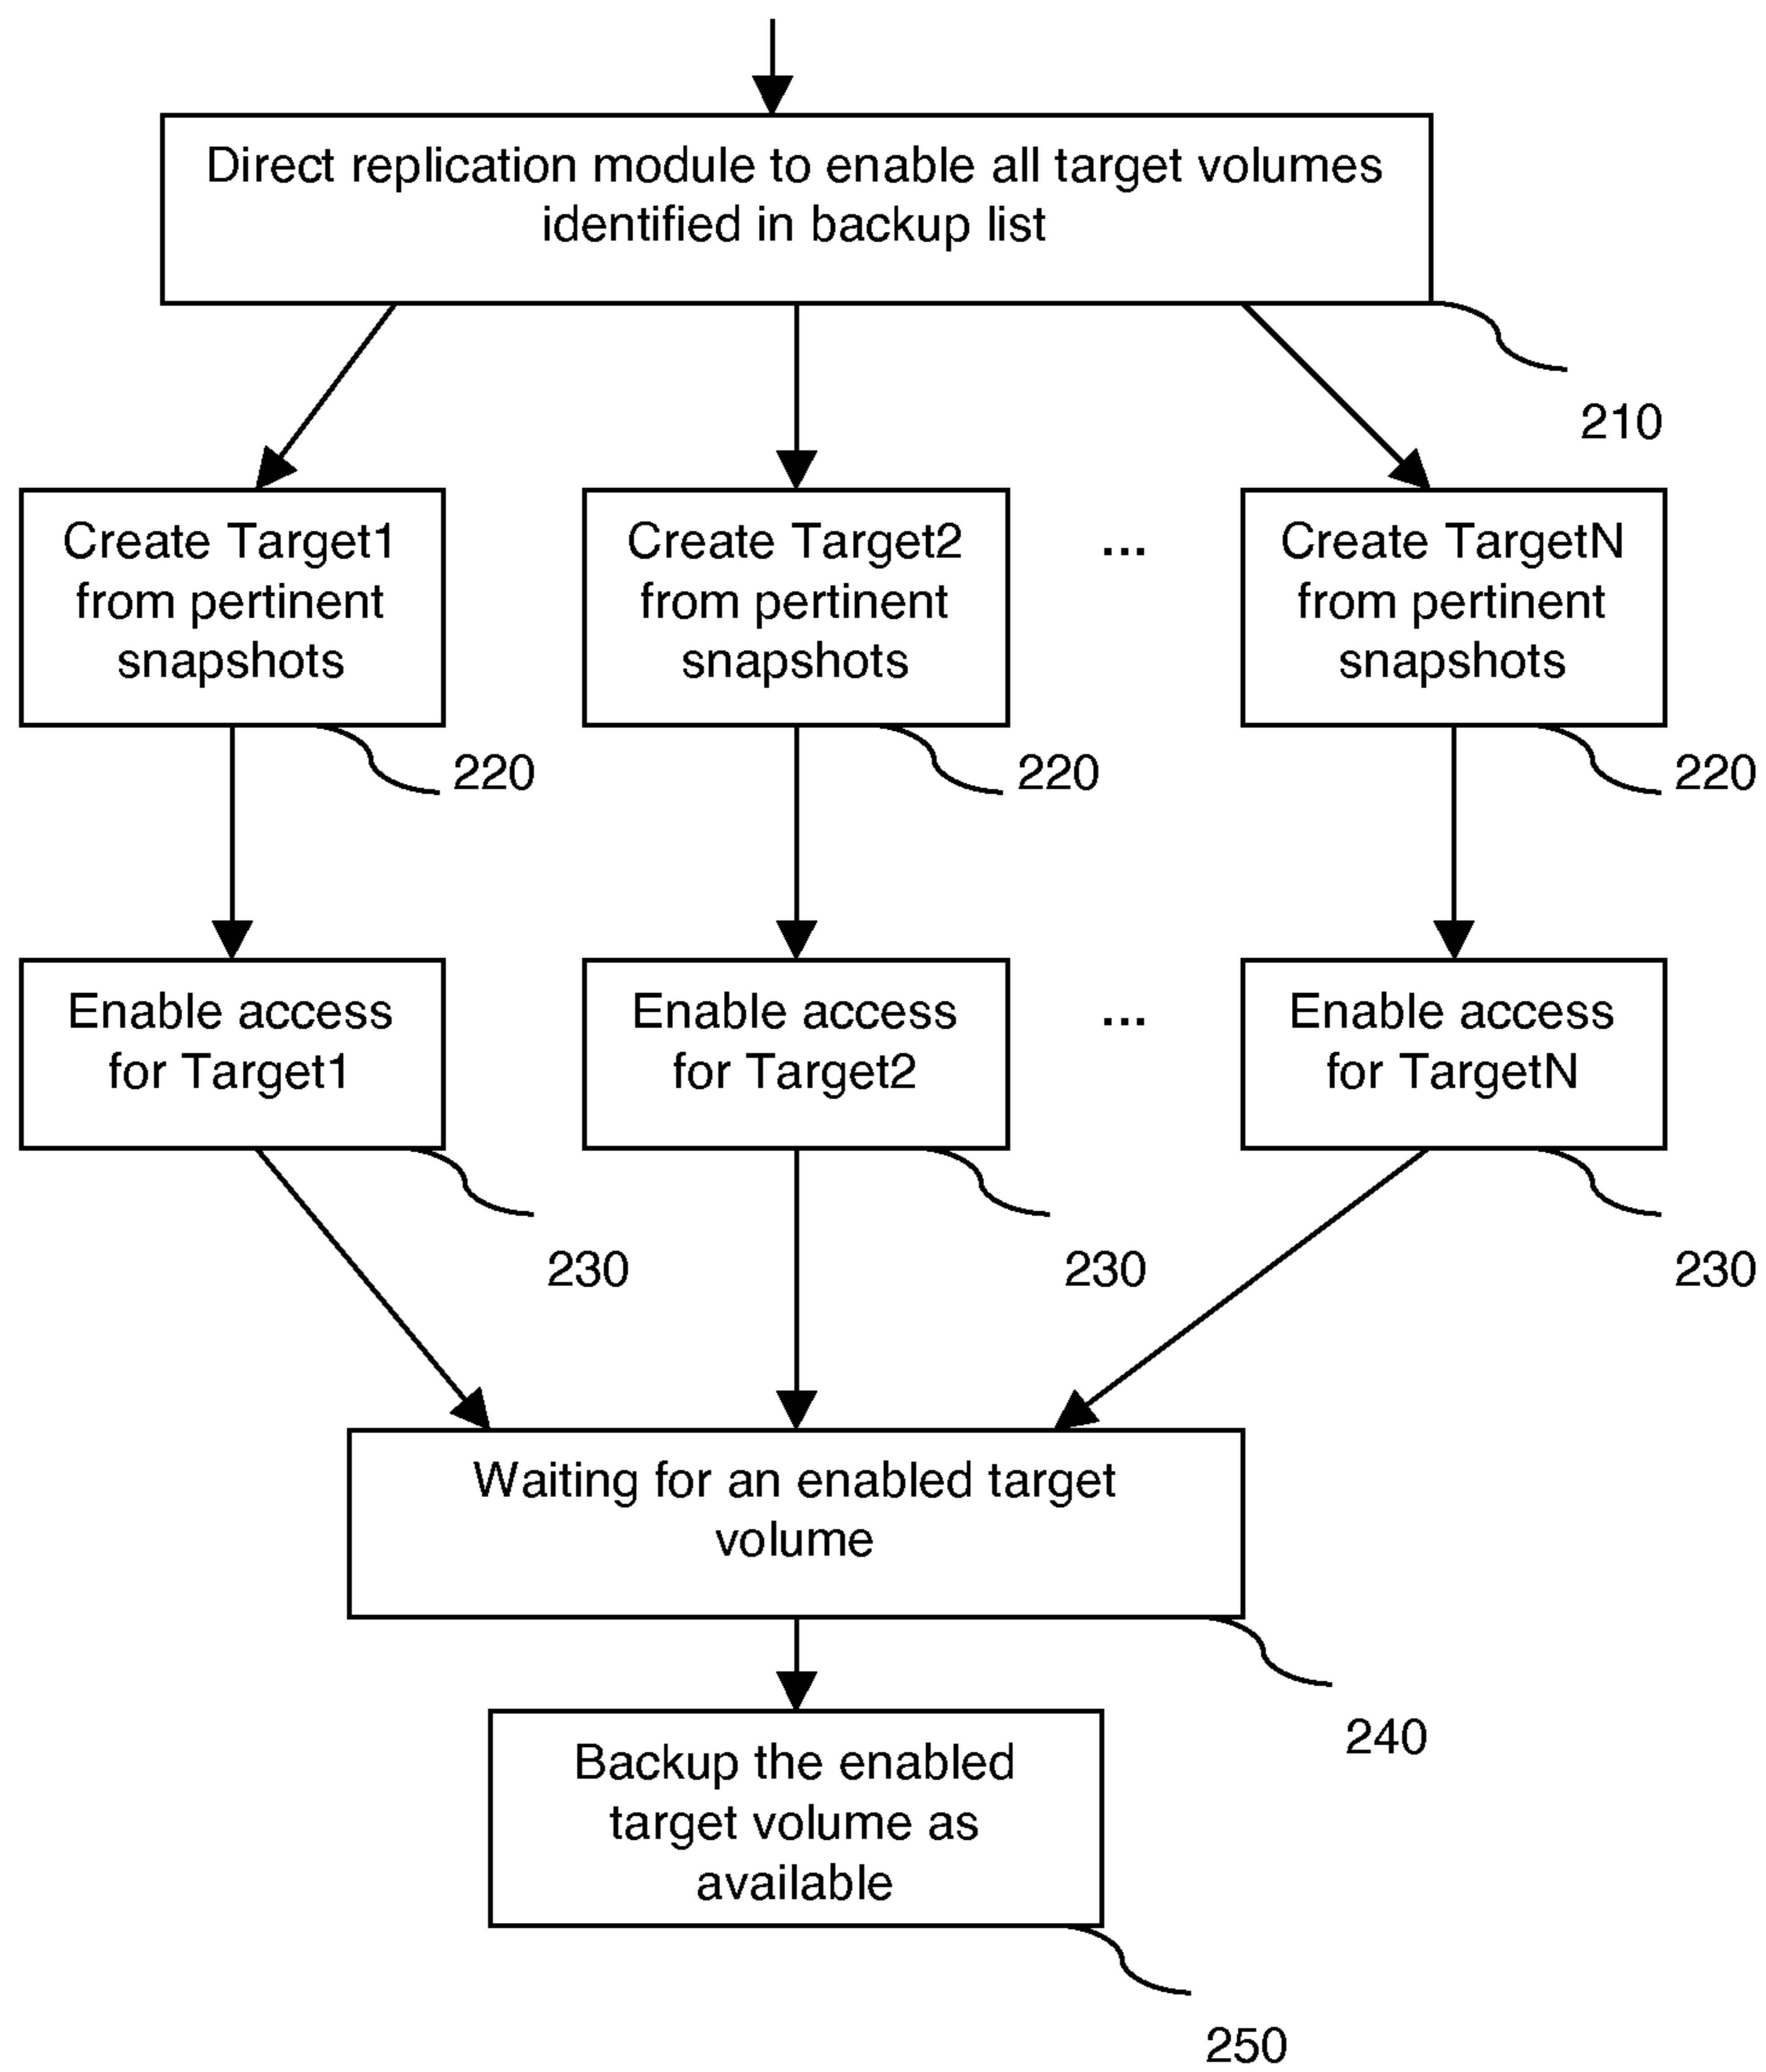 Direct replication module to enable all target volumes
identified in backup list
210
Create Target1
from pertinent
snapshots
220
Create Target2
from pertinent
snapshots
220
...
Create TargetN
from pertinent
snapshots
220
Enable access
for Target1
230
Enable access
for Target2
230
...
Enable access
for TargetN
230
Waiting for an enabled target
volume
240
Backup the enabled
target volume as
available
250